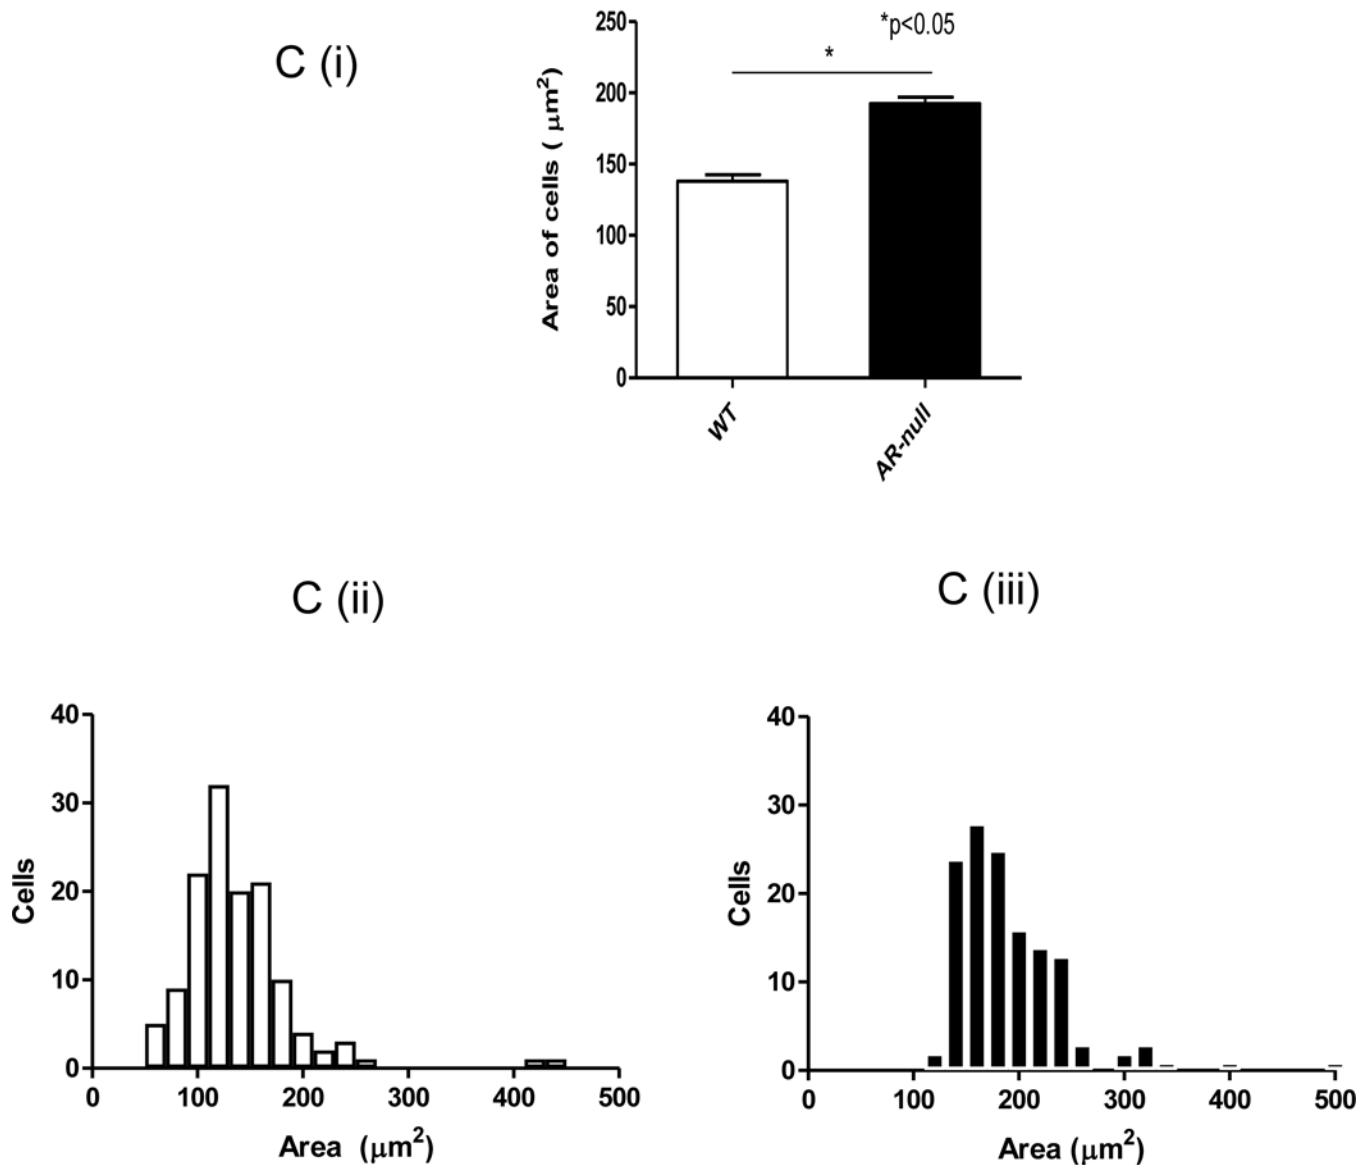 C (i)
*p<0.05
*
Area of cells ( μm²)
250
200
150
100
50
0
WT
AR-null
C (ii)
C (iii)
Cells
40
30
20
10
0
0 100 200 300 400 500
Area (μm²)
Cells
40
30
20
10
0
0 100 200 300 400 500
Area (μm²)